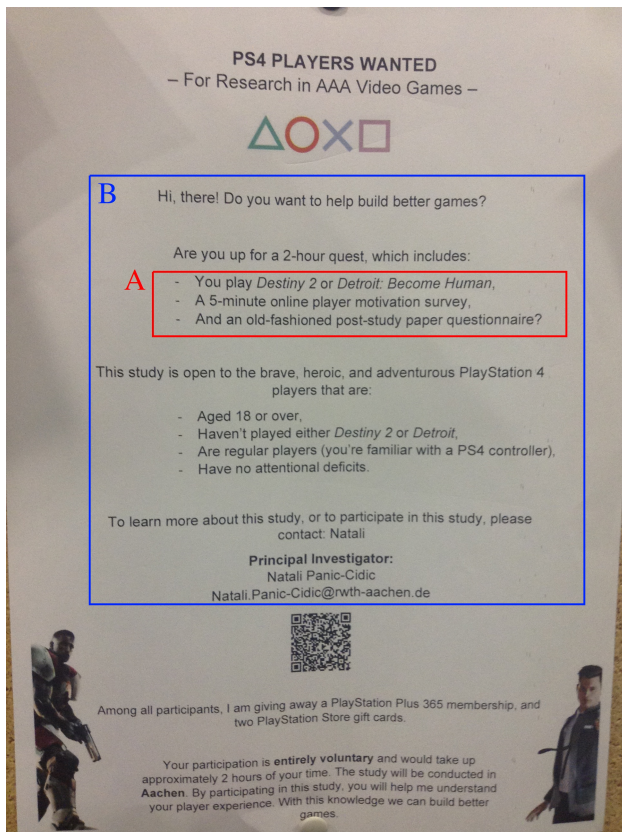 PS4 PLAYERS WANTED
– For Research in AAA Video Games –
B
Hi, there! Do you want to help build better games?
Are you up for a 2-hour quest, which includes:
A
- You play Destiny 2 or Detroit: Become Human,
- A 5-minute online player motivation survey,
- And an old-fashioned post-study paper questionnaire?
This study is open to the brave, heroic, and adventurous PlayStation 4
players that are:
- Aged 18 or over,
- Haven't played either Destiny 2 or Detroit,
- Are regular players (you're familiar with a PS4 controller),
- Have no attentional deficits.
To learn more about this study, or to participate in this study, please
contact: Natali
Principal Investigator:
Natali Panic-Cidic
Natali.Panic-Cidic@rwth-aachen.de
Among all participants, I am giving away a PlayStation Plus 365 membership, and
two PlayStation Store gift cards.
Your participation is entirely voluntary and would take up
approximately 2 hours of your time. The study will be conducted in
Aachen. By participating in this study, you will help me understand
your player experience. With this knowledge we can build better
games.